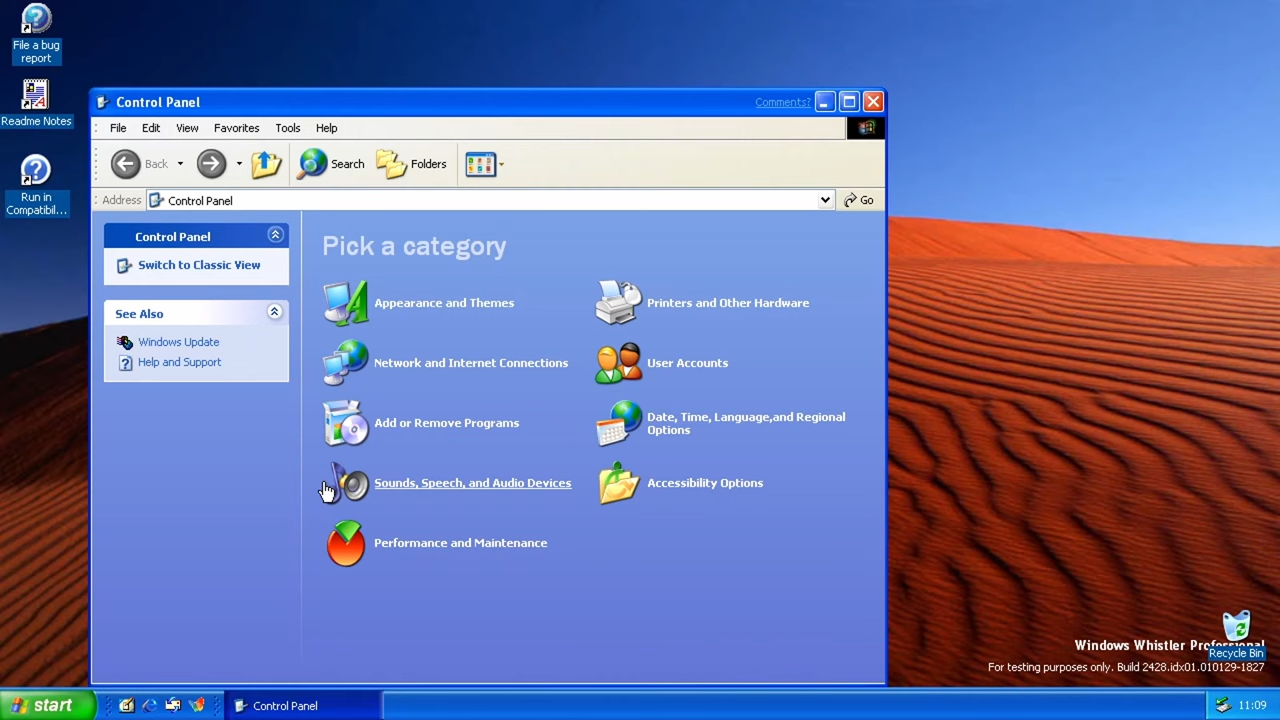 File a bug
report
Readme Notes
Run in
Compatibil...
Control Panel
Comments?
File Edit View Favorites Tools Help
Back Search Folders
Address Control Panel Go
Control Panel
Switch to Classic View
See Also
Windows Update
Help and Support
Pick a category
Appearance and Themes
Printers and Other Hardware
Network and Internet Connections
User Accounts
Add or Remove Programs
Date, Time, Language,and Regional
Options
Sounds, Speech, and Audio Devices
Accessibility Options
Performance and Maintenance
Windows Whistler Professional
Recycle Bin
For testing purposes only. Build 2428.idx01.010129-1827
start Control Panel 11:09